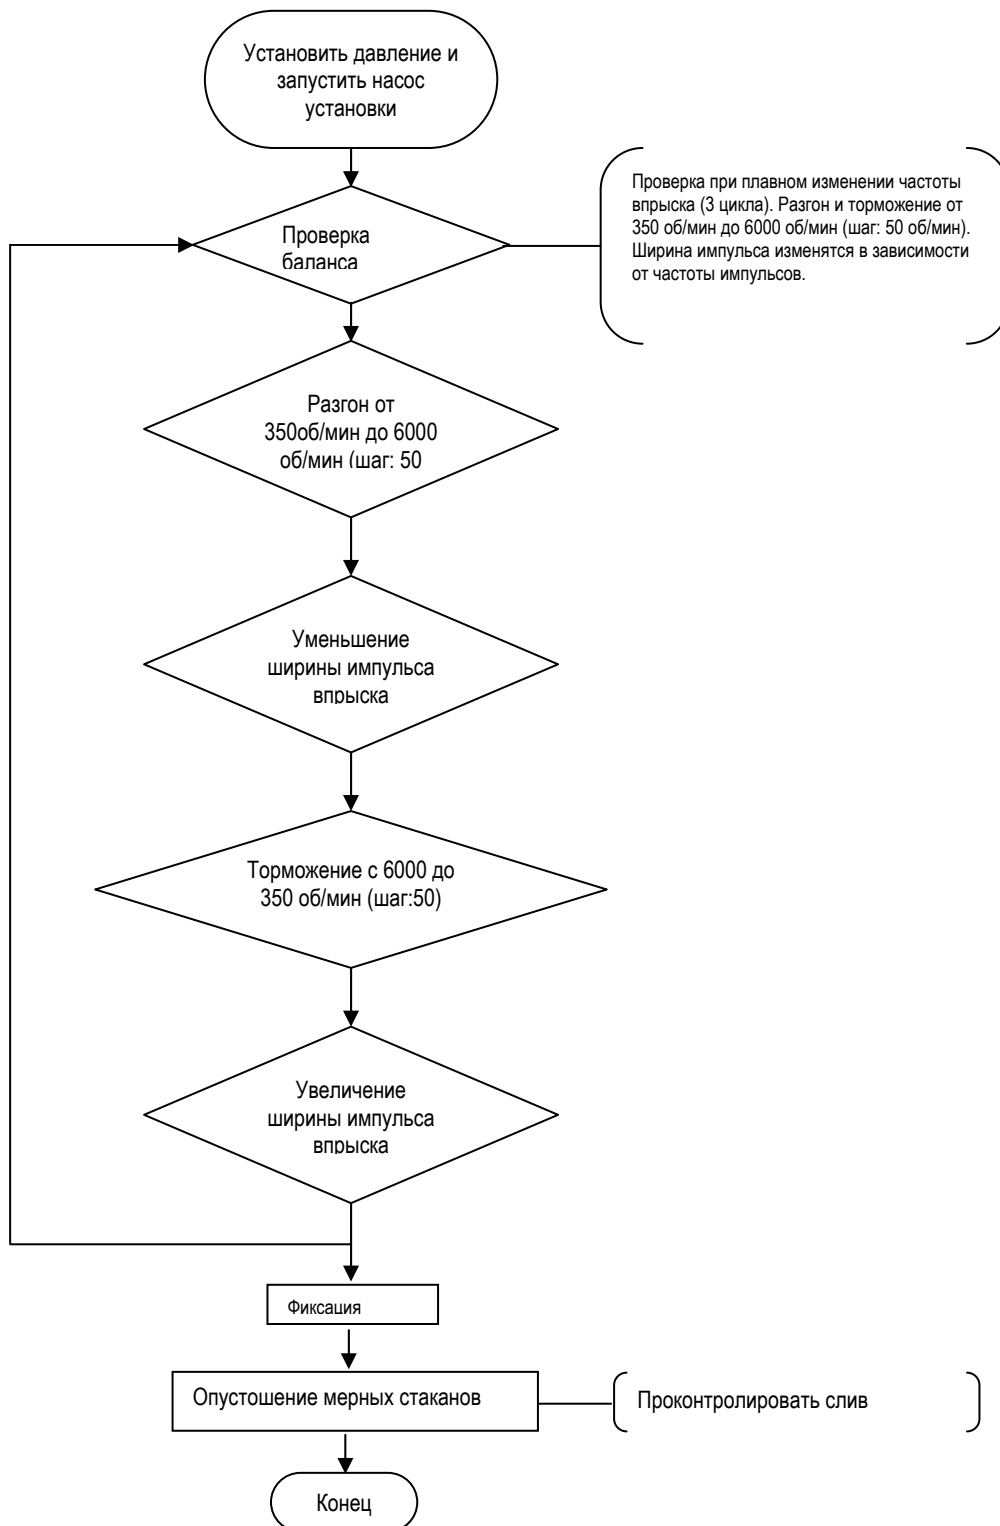 Установить давление и
запустить насос
установки
Проверка при плавном изменении частоты
впрыска (3 цикла). Разгон и торможение от
350 об/мин до 6000 об/мин (шаг: 50 об/мин).
Ширина импульса изменятся в зависимости
от частоты импульсов.
Проверка
баланса
Разгон от
350об/мин до 6000
об/мин (шаг: 50
Уменьшение
ширины импульса
впрыска
Торможение с 6000 до
350 об/мин (шаг:50)
Увеличение
ширины импульса
впрыска
Фиксация
Опустошение мерных стаканов
Проконтролировать слив
Конец